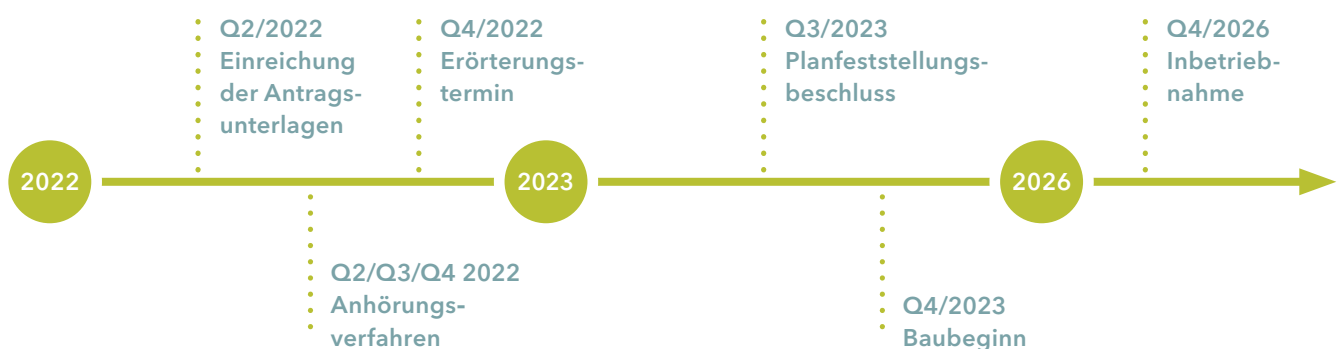 Q2/2022
Einreichung
der Antrags-
unterlagen
Q4/2022
Erörterungs-
termin
Q3/2023
Planfeststellungs-
beschluss
Q4/2026
Inbetrieb-
nahme
2022
2023
2026
Q2/Q3/Q4 2022
Anhörungs-
verfahren
Q4/2023
Baubeginn